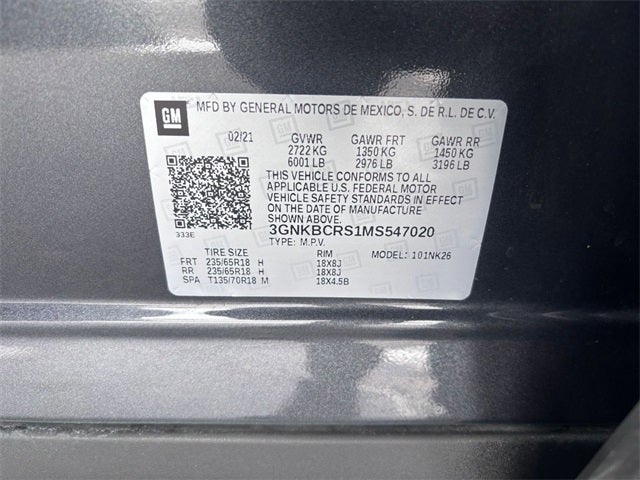 GM
MFD BY GENERAL MOTORS DE MEXICO, S. DE R.L. DE C.V.
02/21 GVWR GAWR FRT GAWR RR
2722 KG 1350 KG 1450 KG
6001 LB 2976 LB 3196 LB
THIS VEHICLE CONFORMS TO ALL
APPLICABLE U.S. FEDERAL MOTOR
VEHICLE SAFETY STANDARDS IN EFFECT
ON THE DATE OF MANUFACTURE
SHOWN ABOVE.
333E 3GNKBCRS1MS547020
TYPE: M.P.V. MODEL: 101NK26
TIRE SIZE RIM
FRT 235/65R18 H 18X8J
RR 235/65R18 H 18X8J
SPA T135/70R18 M 18X4.5B